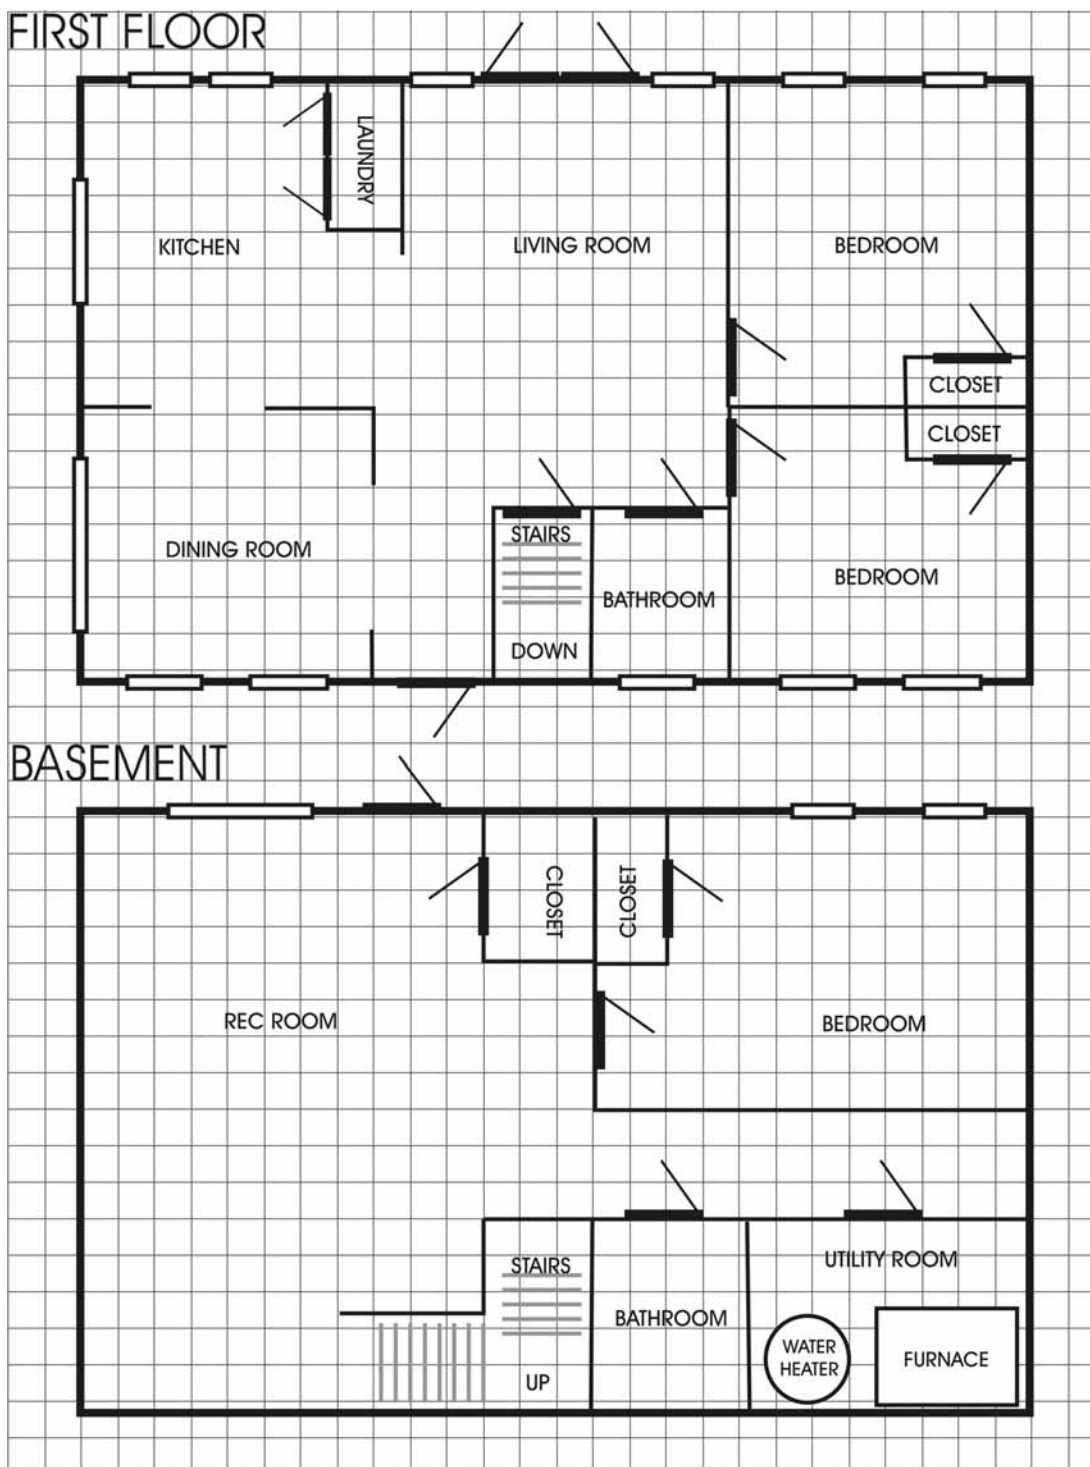 FIRST FLOOR
LAUNDRY
KITCHEN
LIVING ROOM
BEDROOM
CLOSET
CLOSET
STAIRS
DINING ROOM
BEDROOM
BATHROOM
DOWN
BASEMENT
CLOSET
CLOSET
REC ROOM
BEDROOM
STAIRS
UTILITY ROOM
BATHROOM
WATER
HEATER
FURNACE
UP